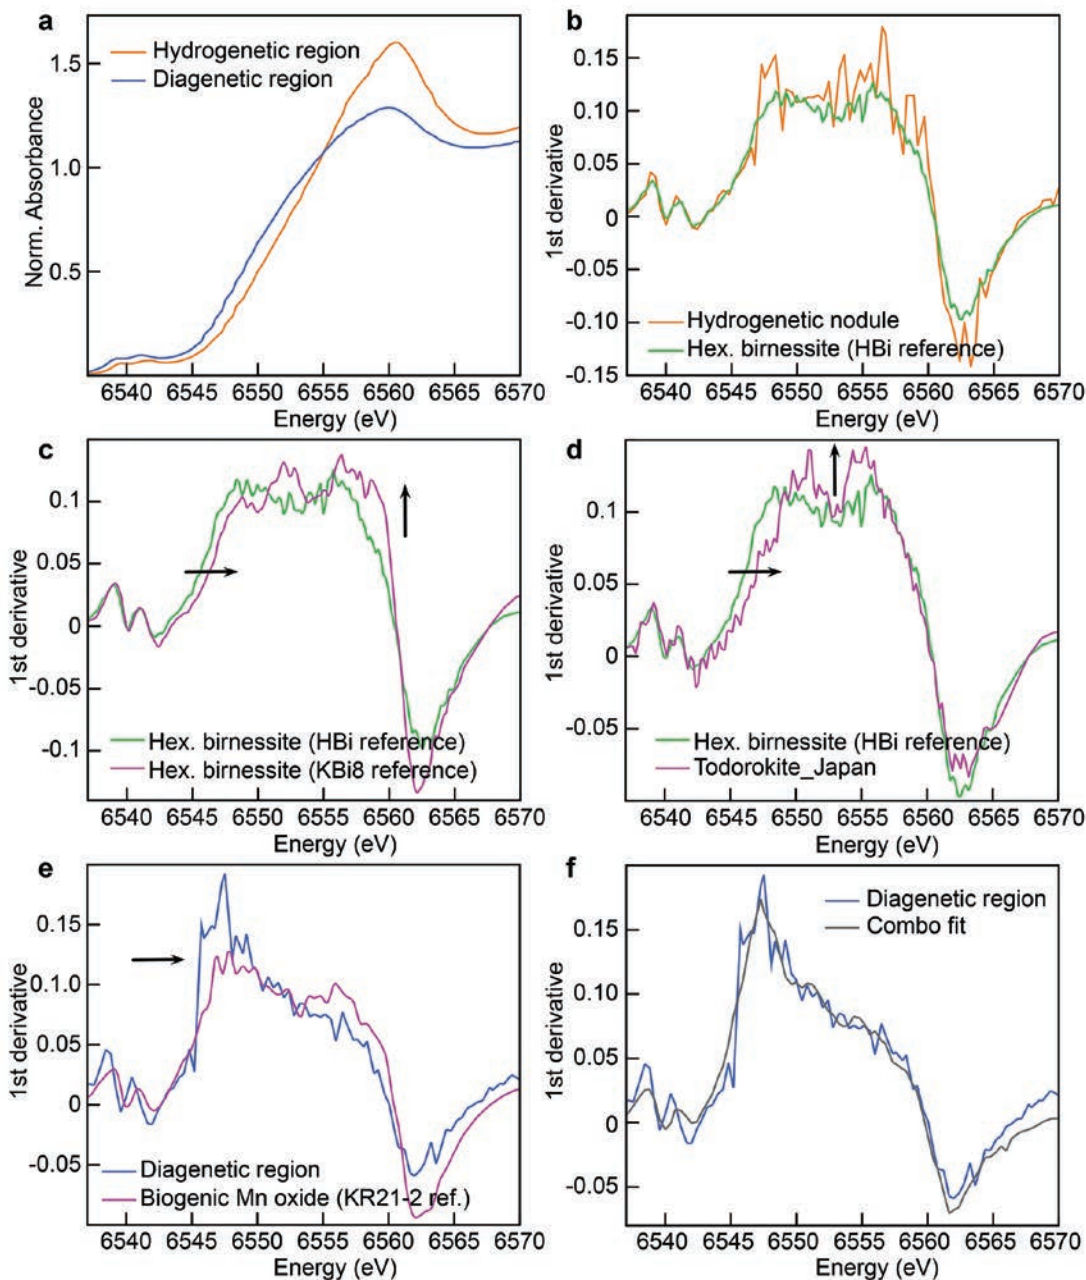 a
Hydrogenetic region
Diagenetic region
1.5
1.0
0.5
Norm. Absorbance
6540 6545 6550 6555 6560 6565 6570
Energy (eV)
b
0.15
0.10
0.05
0
-0.05
-0.10
-0.15
1st derivative
Hydrogenetic nodule
Hex. birnessite (HBi reference)
6540 6545 6550 6555 6560 6565 6570
Energy (eV)
c
0.1
0.05
0
-0.05
-0.1
1st derivative
Hex. birnessite (HBi reference)
Hex. birnessite (KBi8 reference)
6540 6545 6550 6555 6560 6565 6570
Energy (eV)
d
0.1
0.05
0
-0.05
1st derivative
Hex. birnessite (HBi reference)
Todorokite_Japan
6540 6545 6550 6555 6560 6565 6570
Energy (eV)
e
0.15
0.10
0.05
0
-0.05
1st derivative
Diagenetic region
Biogenic Mn oxide (KR21-2 ref.)
6540 6545 6550 6555 6560 6565 6570
Energy (eV)
f
Diagenetic region
Combo fit
0.15
0.10
0.05
0
-0.05
1st derivative
6540 6545 6550 6555 6560 6565 6570
Energy (eV)